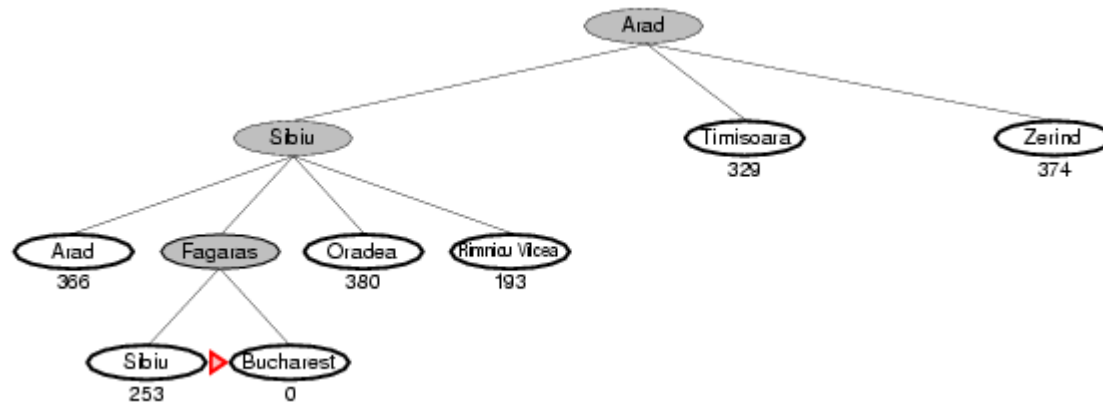 Arad
Sibiu
Timisoara
Zerind
329
374
Arad
Fagaras
Oradea
Rimnicu Vilcea
366
380
193
Sibiu
Bucharest
253
0